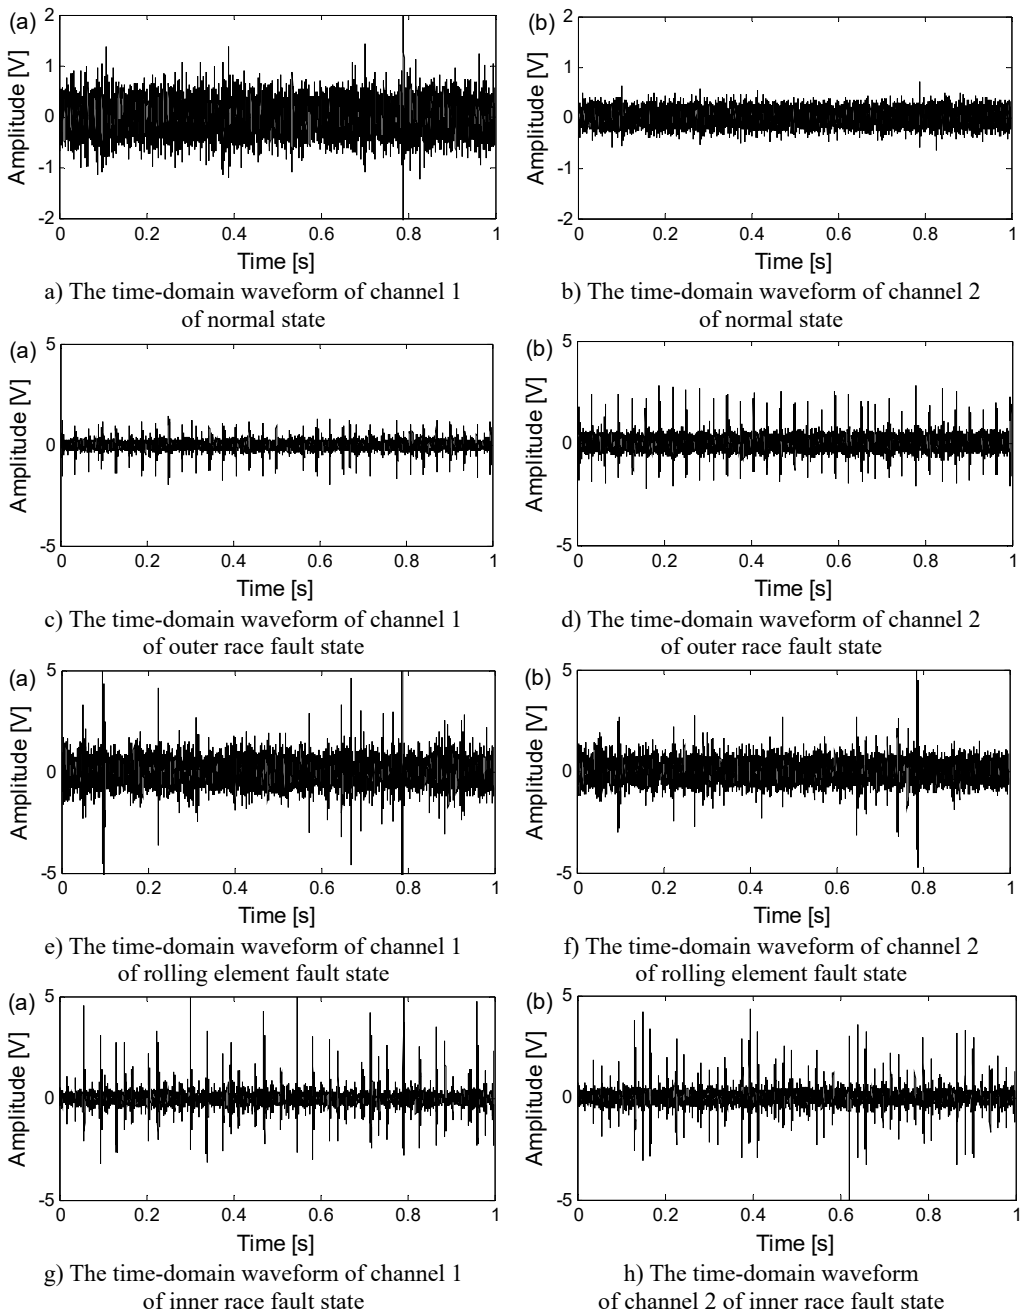 (a)
2
1
0
-1
-2
Amplitude [V]
0 0.2 0.4 0.6 0.8 1
Time [s]
a) The time-domain waveform of channel 1
of normal state
(b)
2
1
0
-1
-2
Amplitude [V]
0 0.2 0.4 0.6 0.8 1
Time [s]
b) The time-domain waveform of channel 2
of normal state
(a)
5
0
-5
Amplitude [V]
0 0.2 0.4 0.6 0.8 1
Time [s]
c) The time-domain waveform of channel 1
of outer race fault state
(b)
5
0
-5
Amplitude [V]
0 0.2 0.4 0.6 0.8 1
Time [s]
d) The time-domain waveform of channel 2
of outer race fault state
(a)
5
0
-5
Amplitude [V]
0 0.2 0.4 0.6 0.8 1
Time [s]
e) The time-domain waveform of channel 1
of rolling element fault state
(b)
5
0
-5
Amplitude [V]
0 0.2 0.4 0.6 0.8 1
Time [s]
f) The time-domain waveform of channel 2
of rolling element fault state
(a)
5
0
-5
Amplitude [V]
0 0.2 0.4 0.6 0.8 1
Time [s]
g) The time-domain waveform of channel 1
of inner race fault state
(b)
5
0
-5
Amplitude [V]
0 0.2 0.4 0.6 0.8 1
Time [s]
h) The time-domain waveform
of channel 2 of inner race fault state